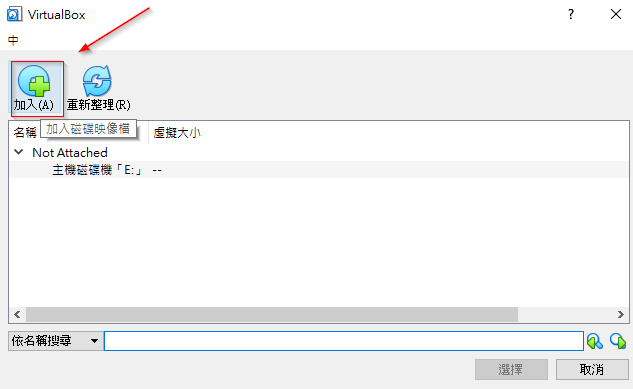 VirtualBox
中
加入(A) 重新整理(R)
加入磁碟映像檔
名稱 虛擬大小
Not Attached
主機磁碟機「E:」 --
依名稱搜尋
選擇 取消